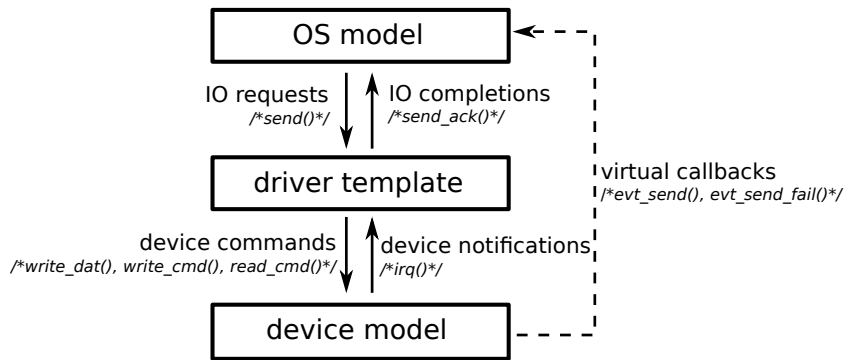 OS model
IO requests
/*send()*/
IO completions
/*send_ack()*/
driver template
virtual callbacks
/*evt_send(), evt_send_fail()*/
device commands
/*write_dat(), write_cmd(), read_cmd()*/
device notifications
/*irq()*/
device model